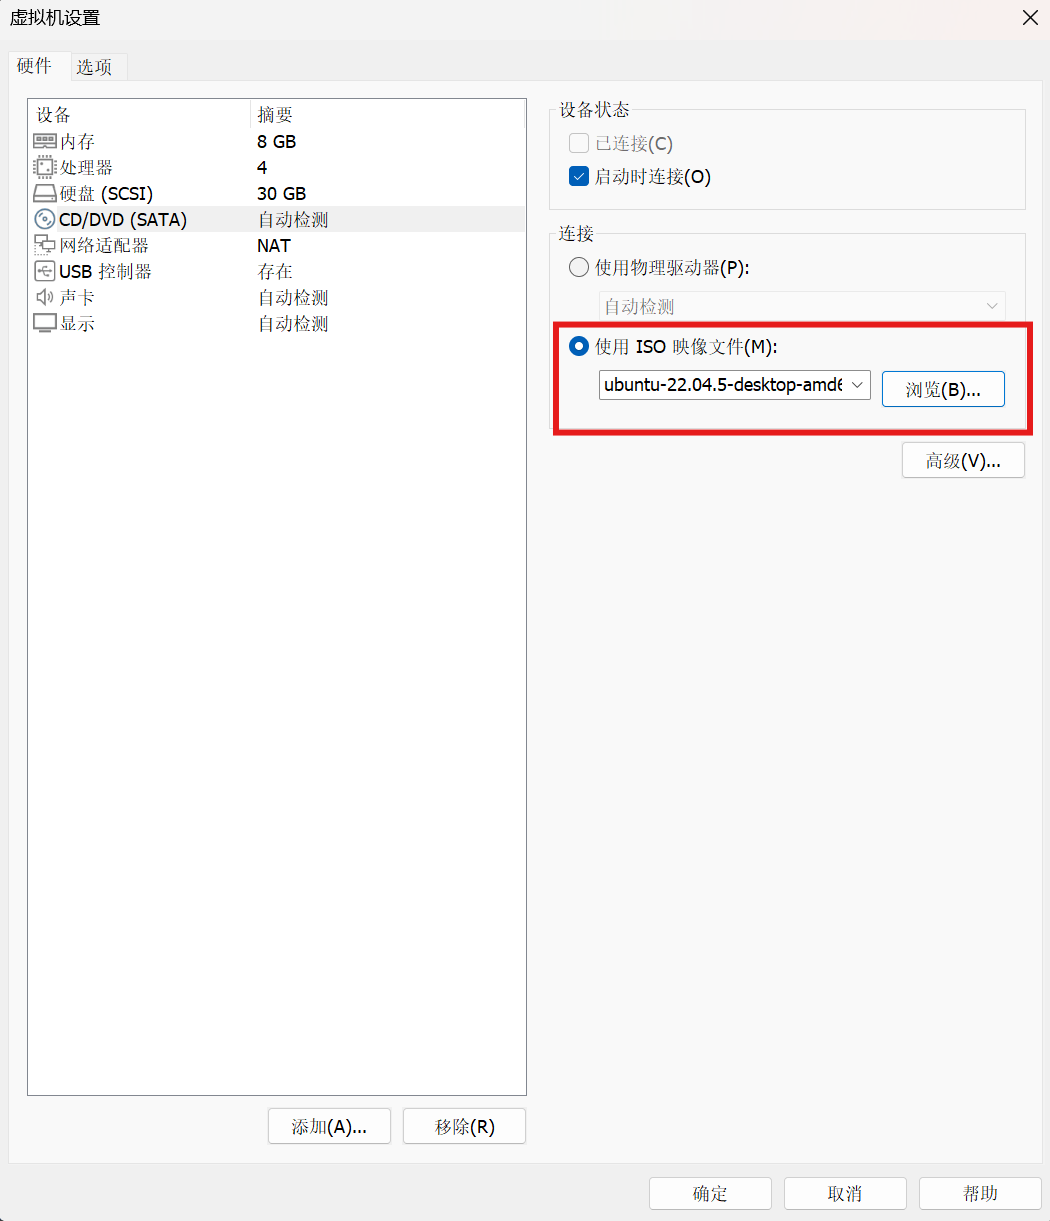 虚拟机设置
硬件 选项
设备 摘要
内存 8 GB
处理器 4
硬盘 (SCSI) 30 GB
CD/DVD (SATA) 自动检测
网络适配器 NAT
USB 控制器 存在
声卡 自动检测
显示 自动检测
添加(A)... 移除(R)
设备状态
已连接(C)
启动时连接(O)
连接
使用物理驱动器(P):
自动检测
使用 ISO 映像文件(M):
ubuntu-22.04.5-desktop-amd6 浏览(B)...
高级(V)...
确定 取消 帮助